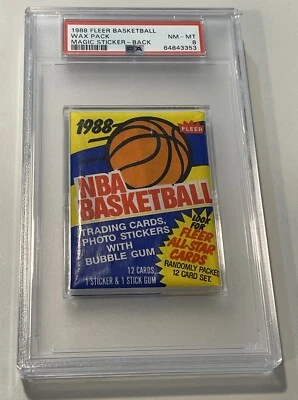 1988 FLEER BASKETBALL
WAX PACK
MAGIC STICKER-BACK
NM-MT
8
PSA
64843353
1988
FLEER
NBA
BASKETBALL
TRADING CARDS,
PHOTO STICKERS
WITH
BUBBLE GUM
12 CARDS,
1 STICKER & 1 STICK GUM
LOOK
FOR
FLEER
ALL-STAR
CARDS
RANDOMLY PACKED
12 CARD SET.